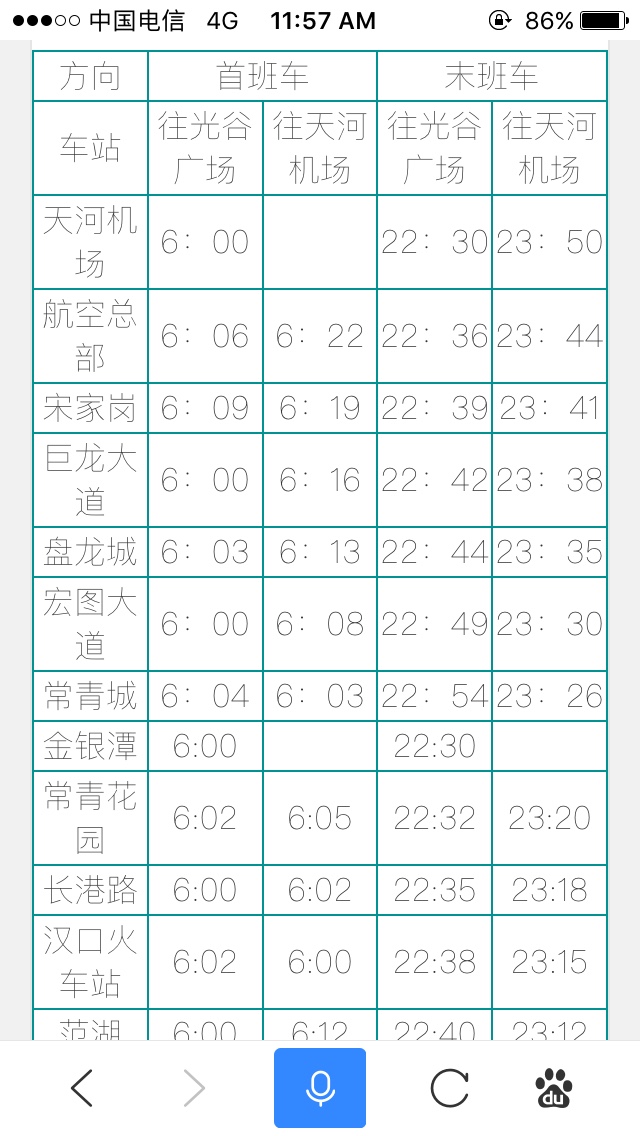 中国电信 4G 11:57 AM 86%
方向 首班车 末班车
车站 往光谷广场 往天河机场 往光谷广场 往天河机场
天河机场 6：00 22：30 23：50
航空总部 6：06 6：22 22：36 23：44
宋家岗 6：09 6：19 22：39 23：41
巨龙大道 6：00 6：16 22：42 23：38
盘龙城 6：03 6：13 22：44 23：35
宏图大道 6：00 6：08 22：49 23：30
常青城 6：04 6：03 22：54 23：26
金银潭 6:00 22:30
常青花园 6:02 6:05 22:32 23:20
长港路 6:00 6:02 22:35 23:18
汉口火车站 6:02 6:00 22:38 23:15
范湖 6:00 6:12 22:40 23:12
du